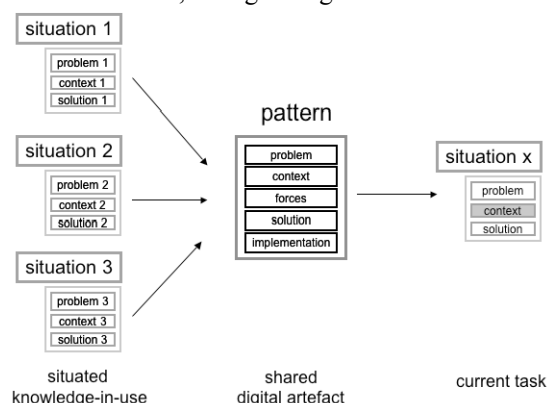 situation 1
problem 1
context 1
solution 1
situation 2
problem 2
context 2
solution 2
situation 3
problem 3
context 3
solution 3
situated
knowledge-in-use
pattern
problem
context
forces
solution
implementation
shared
digital artefact
situation x
problem
context
solution
current task